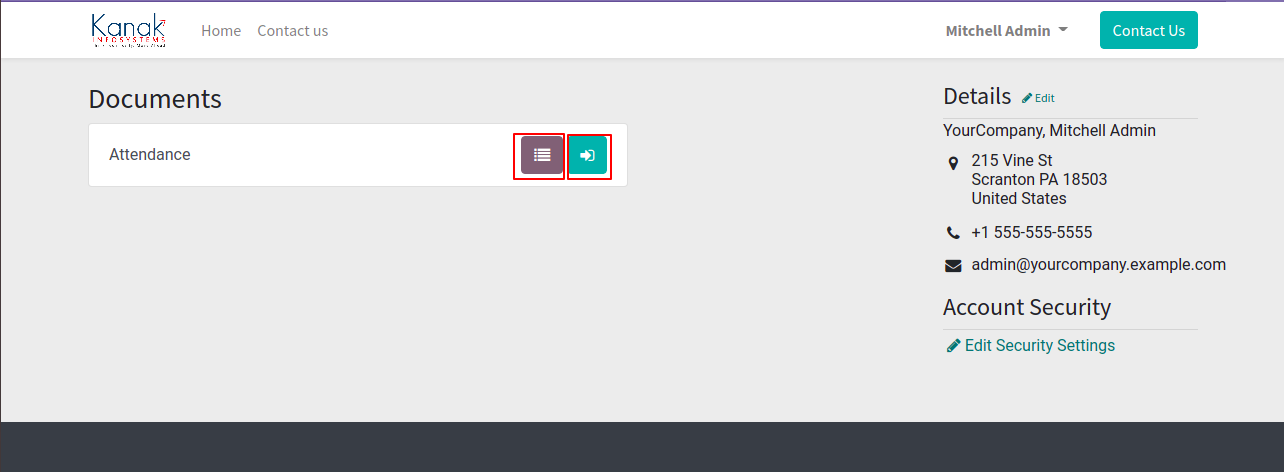 Kanak
INFOSYSTEMS
Home
Contact us
Mitchell Admin
Contact Us
Documents
Attendance
Details
Edit
YourCompany, Mitchell Admin
215 Vine St
Scranton PA 18503
United States
+1 555-555-5555
admin@yourcompany.example.com
Account Security
Edit Security Settings